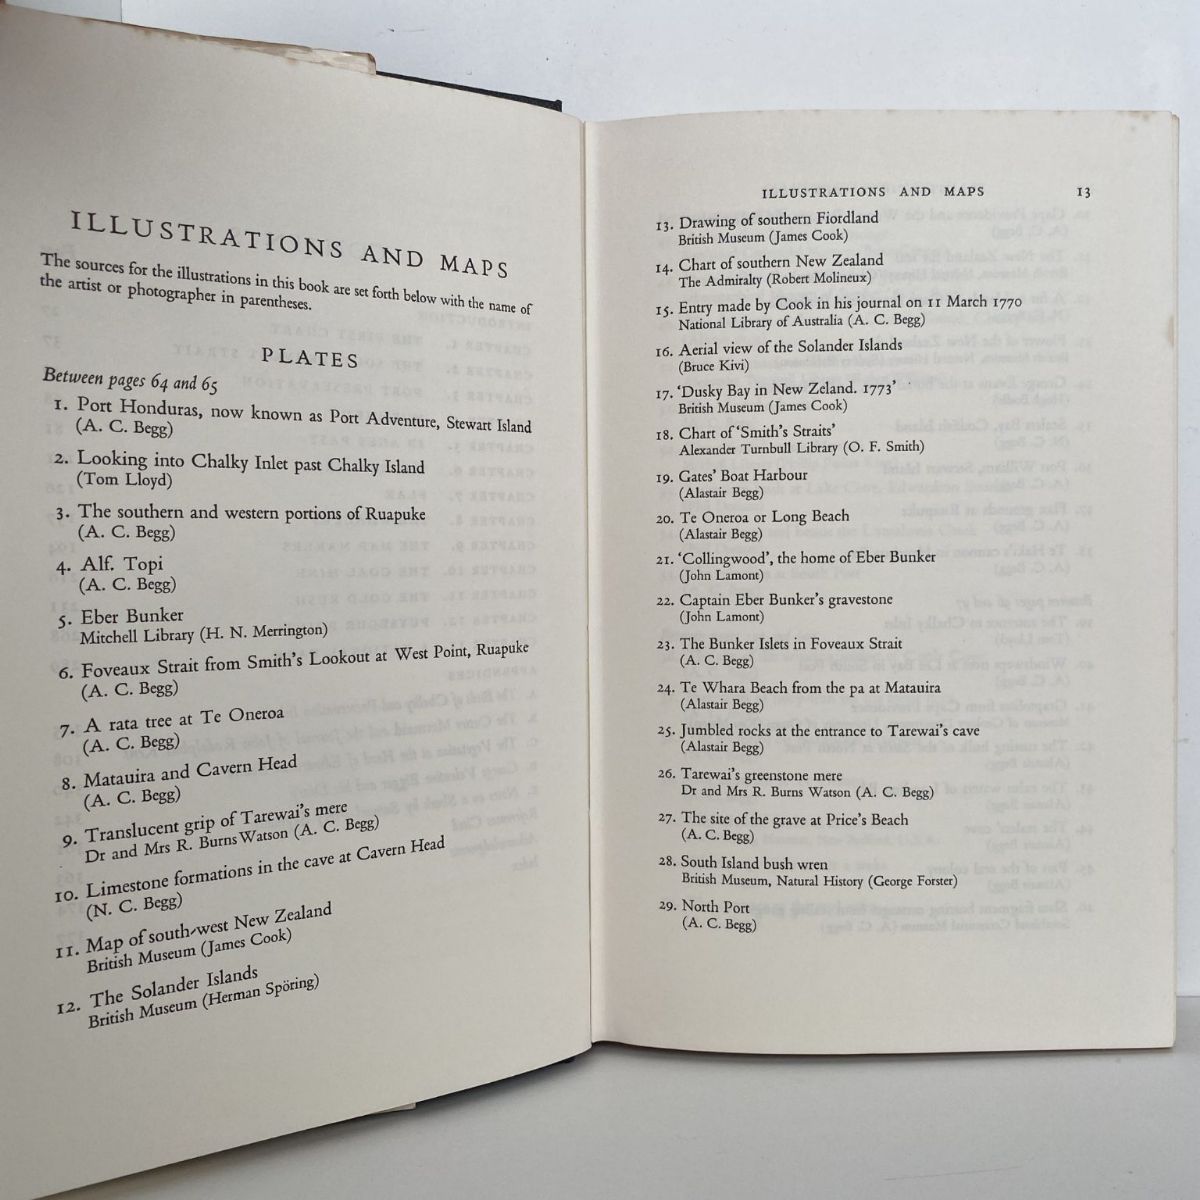 ILLUSTRATIONS AND MAPS
The sources for the illustrations in this book are set forth below with the name of
the artist or photographer in parentheses.
PLATES
Between pages 64 and 65
1. Port Honduras, now known as Port Adventure, Stewart Island
(A. C. Begg)
2. Looking into Chalky Inlet past Chalky Island
(Tom Lloyd)
3. The southern and western portions of Ruapuke
(A. C. Begg)
4. Alf. Topi
(A. C. Begg)
5. Eber Bunker
Mitchell Library (H. N. Merrington)
6. Foveaux Strait from Smith's Lookout at West Point, Ruapuke
(A. C. Begg)
7. A rata tree at Te Oneroa
(A. C. Begg)
8. Matauira and Cavern Head
(A. C. Begg)
9. Translucent grip of Tarewai's mere
Dr and Mrs R. Burns Watson (A. C. Begg)
10. Limestone formations in the cave at Cavern Head
(N. C. Begg)
11. Map of south-west New Zealand
British Museum (James Cook)
12. The Solander Islands
British Museum (Herman Spöring)
ILLUSTRATIONS AND MAPS 13
13. Drawing of southern Fiordland
British Museum (James Cook)
14. Chart of southern New Zealand
The Admiralty (Robert Molineux)
15. Entry made by Cook in his journal on 11 March 1770
National Library of Australia (A. C. Begg)
16. Aerial view of the Solander Islands
(Bruce Kivi)
17. 'Dusky Bay in New Zeland. 1773'
British Museum (James Cook)
18. Chart of 'Smith's Straits'
Alexander Turnbull Library (O. F. Smith)
19. Gates' Boat Harbour
(Alastair Begg)
20. Te Oneroa or Long Beach
(Alastair Begg)
21. 'Collingwood', the home of Eber Bunker
(John Lamont)
22. Captain Eber Bunker's gravestone
(John Lamont)
23. The Bunker Islets in Foveaux Strait
(A. C. Begg)
24. Te Whara Beach from the pa at Matauira
(Alastair Begg)
25. Jumbled rocks at the entrance to Tarewai's cave
(Alastair Begg)
26. Tarewai's greenstone mere
Dr and Mrs R. Burns Watson (A. C. Begg)
27. The site of the grave at Price's Beach
(A. C. Begg)
28. South Island bush wren
British Museum, Natural History (George Forster)
29. North Port
(A. C. Begg)